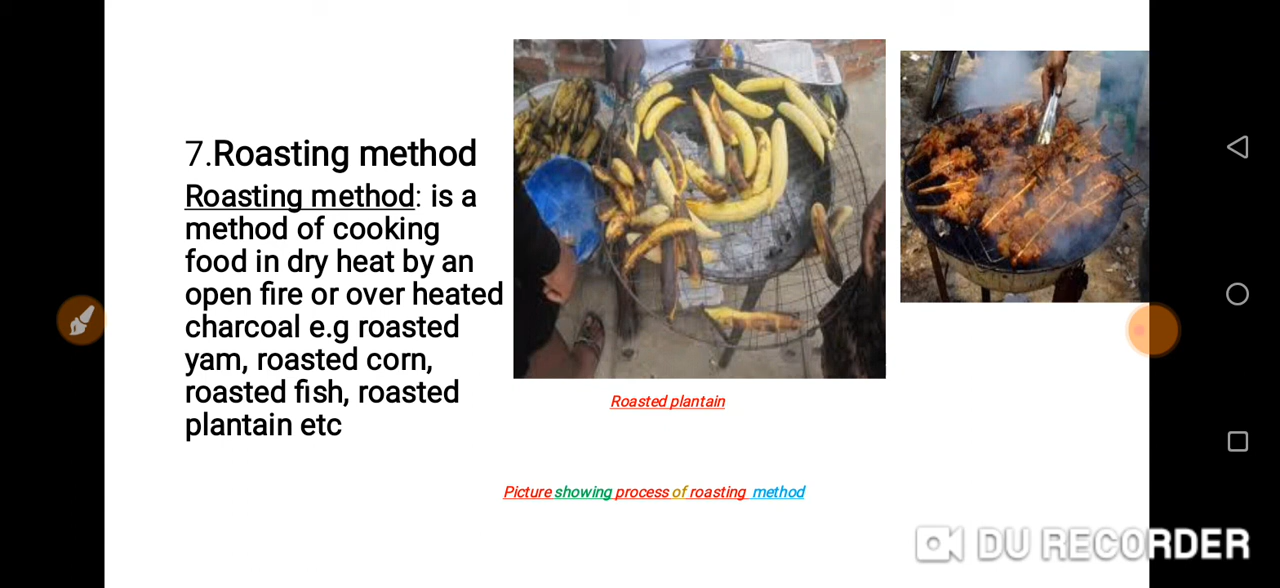 7.Roasting method
Roasting method: is a
method of cooking
food in dry heat by an
open fire or over heated
charcoal e.g roasted
yam, roasted corn,
roasted fish, roasted
plantain etc
Roasted plantain
Picture showing process of roasting method
DU RECORDER